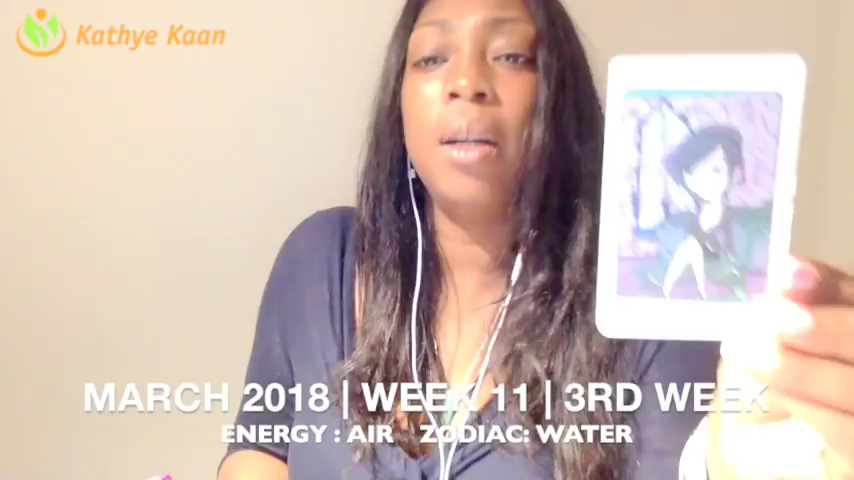 Kathye Kaan
MARCH 2018 | WEEK 11 | 3RD WEEK
ENERGY : AIR ZODIAC: WATER